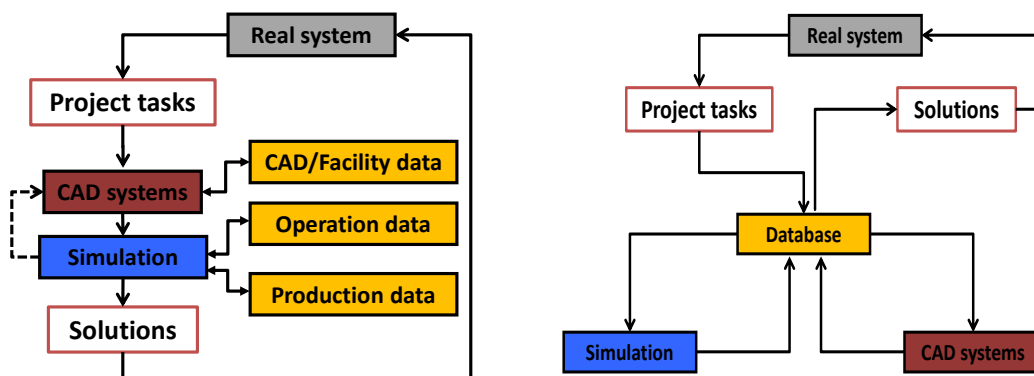 Real system
Project tasks
CAD systems
CAD/Facility data
Operation data
Simulation
Production data
Solutions
Real system
Project tasks
Solutions
Database
Simulation
CAD systems